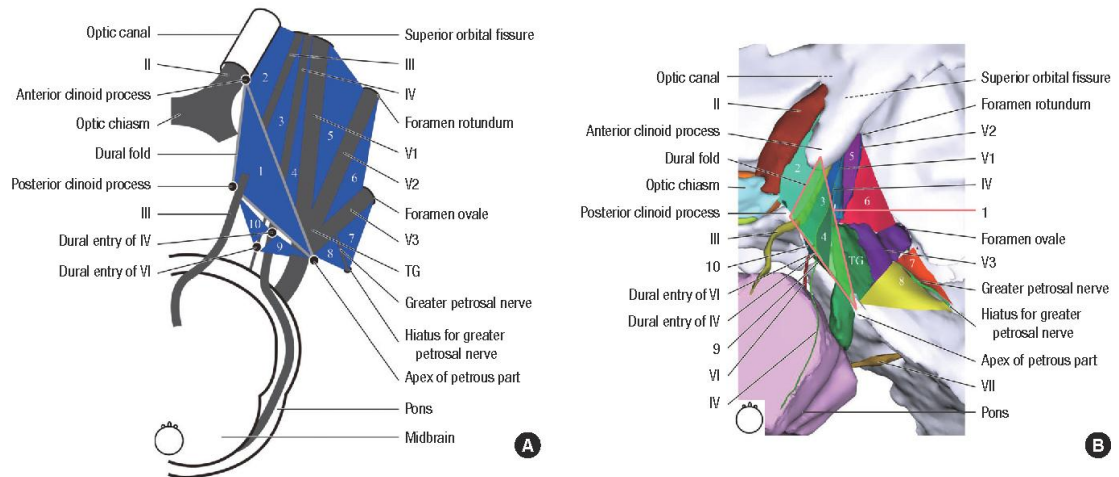 Optic canal
II
Anterior clinoid process
Optic chiasm
Dural fold
Posterior clinoid process
III
Dural entry of IV
Dural entry of VI
Superior orbital fissure
III
IV
Foramen rotundum
V1
V2
Foramen ovale
V3
TG
Greater petrosal nerve
Hiatus for greater
petrosal nerve
Apex of petrous part
Pons
Midbrain
2
3
5
1
4
6
10
9
8
7
A
Optic canal
II
Anterior clinoid process
Dural fold
Optic chiasm
Posterior clinoid process
III
10
Dural entry of VI
Dural entry of IV
9
VI
IV
Superior orbital fissure
Foramen rotundum
V2
V1
IV
1
Foramen ovale
V3
Greater petrosal nerve
Hiatus for greater
petrosal nerve
Apex of petrous part
VII
Pons
2
5
3
6
4
TG
7
8
B